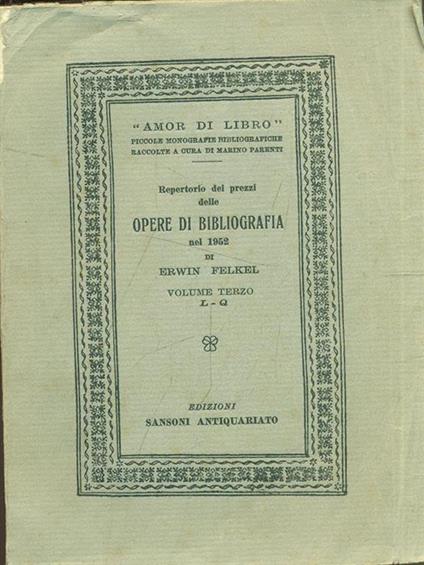 "AMOR DI LIBRO"
PICCOLE MONOGRAFIE BIBLIOGRAFICHE
RACCOLTE A CURA DI MARINO PARENTI
Repertorio dei prezzi
delle
OPERE DI BIBLIOGRAFIA
nel 1952
DI
ERWIN FELKEL
VOLUME TERZO
L - Q
EDIZIONI
SANSONI ANTIQUARIATO